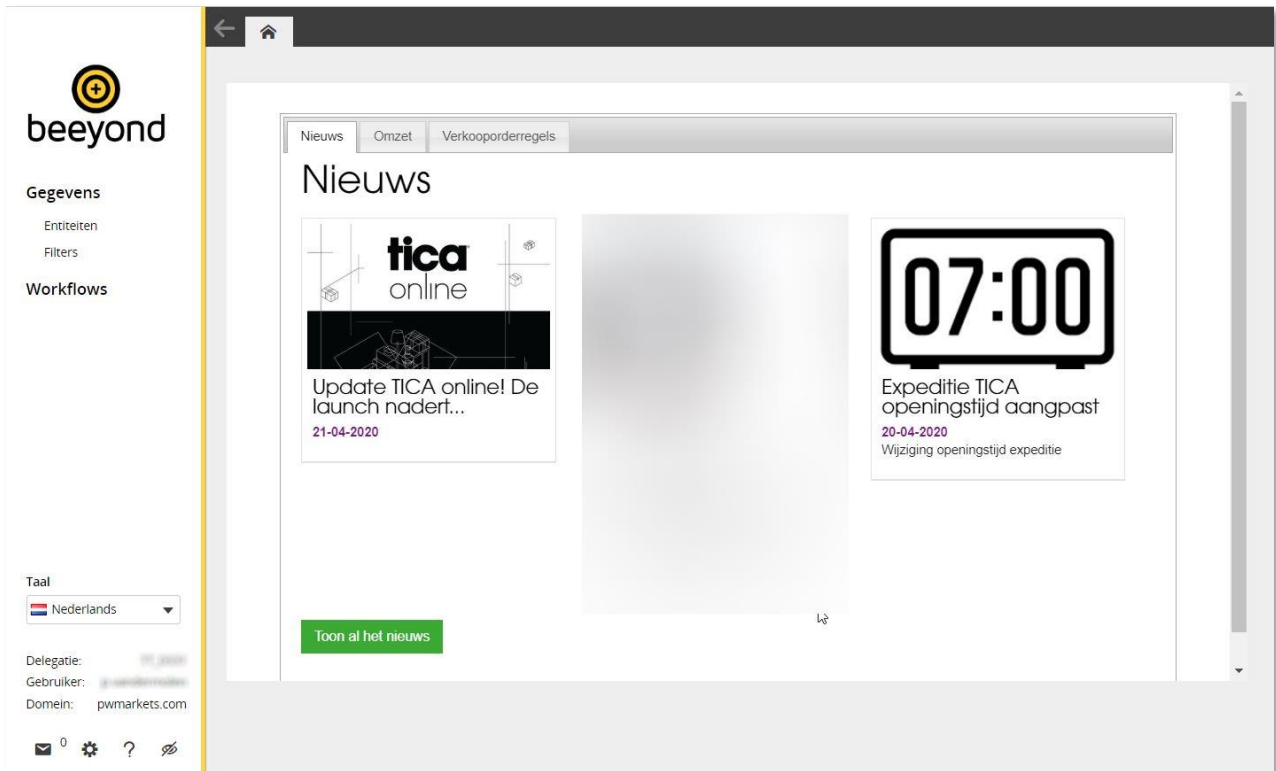 beeyond
Gegevens
Entiteiten
Filters
Workflows
Taal
Nederlands
Delegatie:
Gebruiker:
Domein: pwmarkets.com
0
?
Nieuws Omzet Verkooporderregels
Nieuws
tica
online
Update TICA online! De
launch nadert...
21-04-2020
07:00
Expeditie TICA
openingstijd aangpast
20-04-2020
Wijziging openingstijd expeditie
Toon al het nieuws